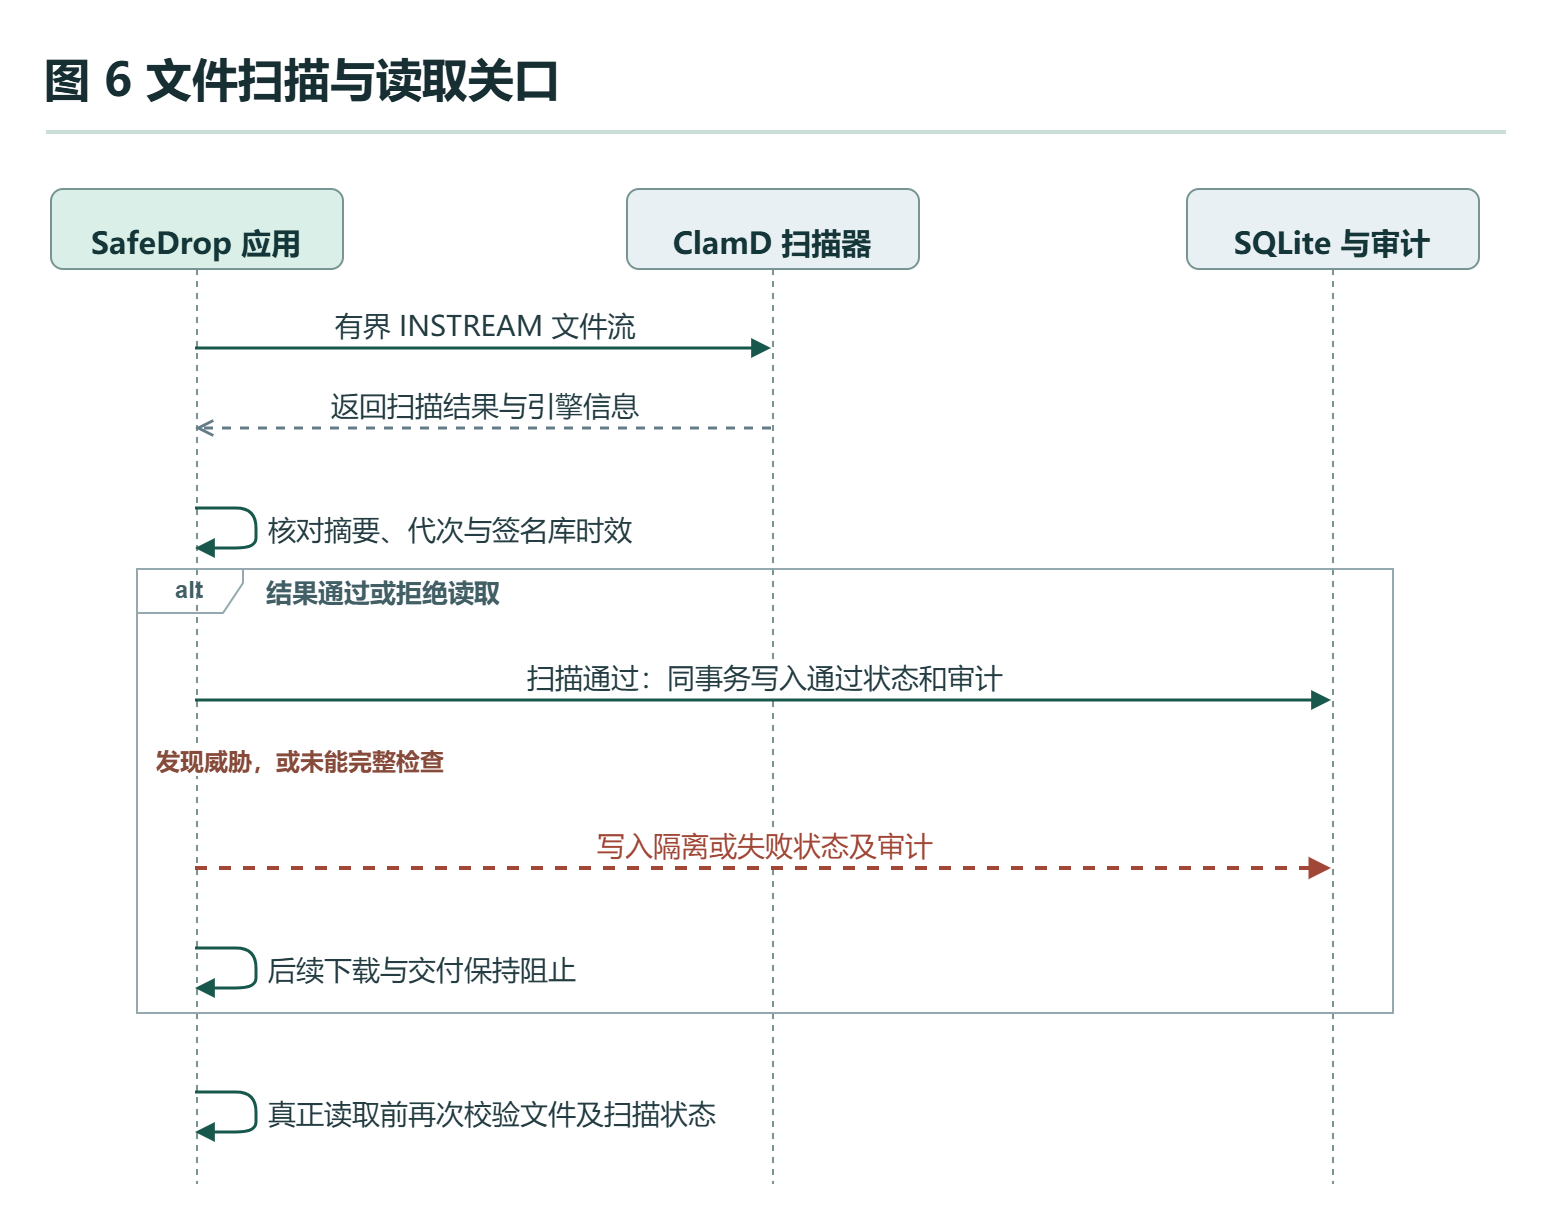 图 6 文件扫描与读取关口
SafeDrop 应用
ClamD 扫描器
SQLite 与审计
有界 INSTREAM 文件流
返回扫描结果与引擎信息
核对摘要、代次与签名库时效
alt
结果通过或拒绝读取
扫描通过：同事务写入通过状态和审计
发现威胁，或未能完整检查
写入隔离或失败状态及审计
后续下载与交付保持阻止
真正读取前再次校验文件及扫描状态